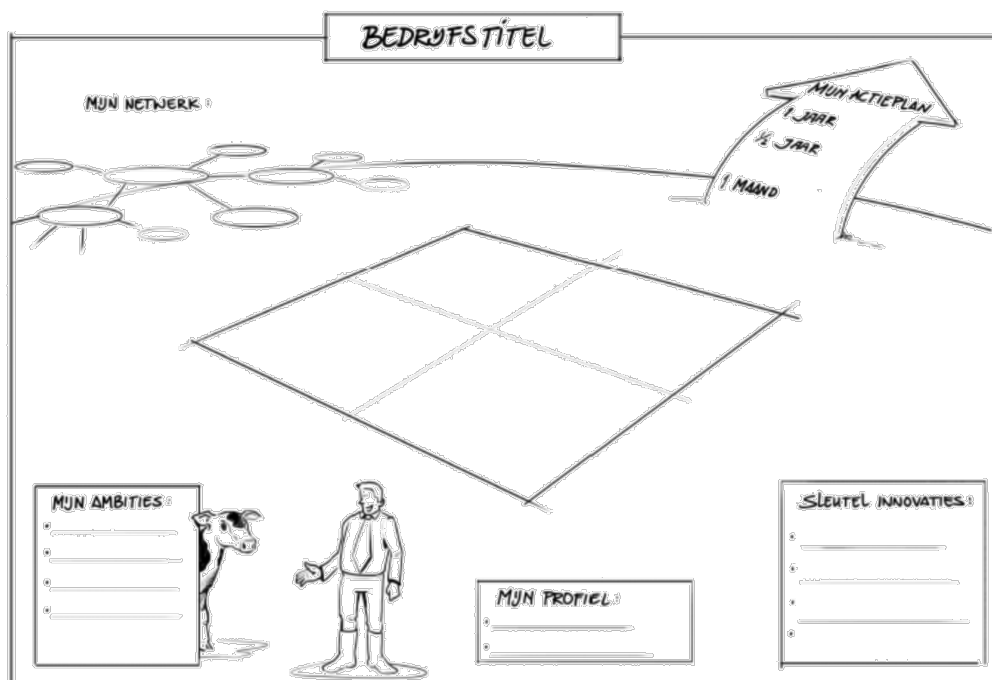 BEDRIJFSTITEL
MIJN NETWERK:
MIJN ACTIEPLAN
1 JAAR
½ JAAR
1 MAAND
MIJN AMBITIES:
SLEUTEL INNOVATIES:
MIJN PROFIEL: